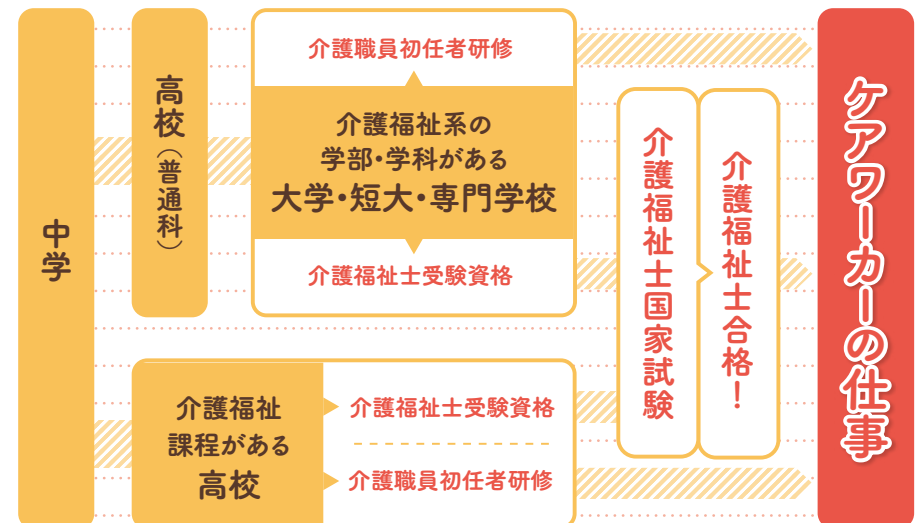 中学
高校(普通科)
介護職員初任者研修
介護福祉系の
学部・学科がある
大学・短大・専門学校
介護福祉士受験資格
介護福祉
課程がある
高校
介護福祉士受験資格
介護職員初任者研修
介護福祉士国家試験
介護福祉士合格!
ケアワーカーの仕事